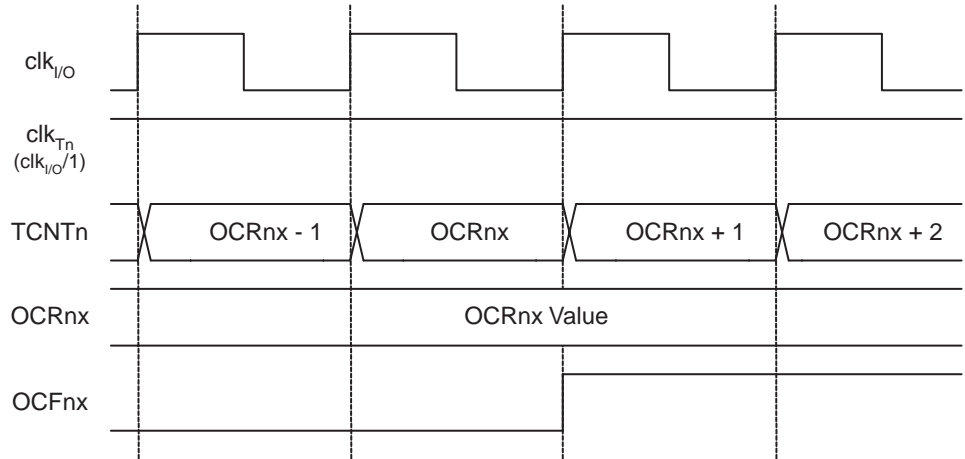 clkI/O
clkTn
(clkI/O/1)
TCNTn OCRnx - 1 OCRnx OCRnx + 1 OCRnx + 2
OCRnx OCRnx Value
OCFnx